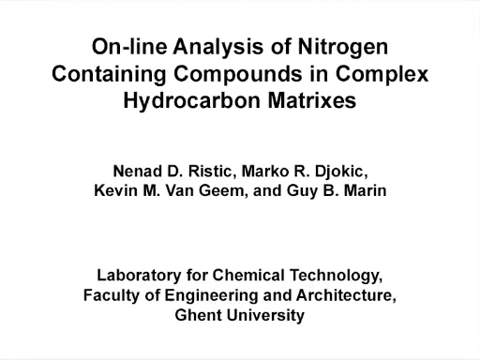 On-line Analysis of Nitrogen
Containing Compounds in Complex
Hydrocarbon Matrixes
Nenad D. Ristic, Marko R. Djokic,
Kevin M. Van Geem, and Guy B. Marin
Laboratory for Chemical Technology,
Faculty of Engineering and Architecture,
Ghent University